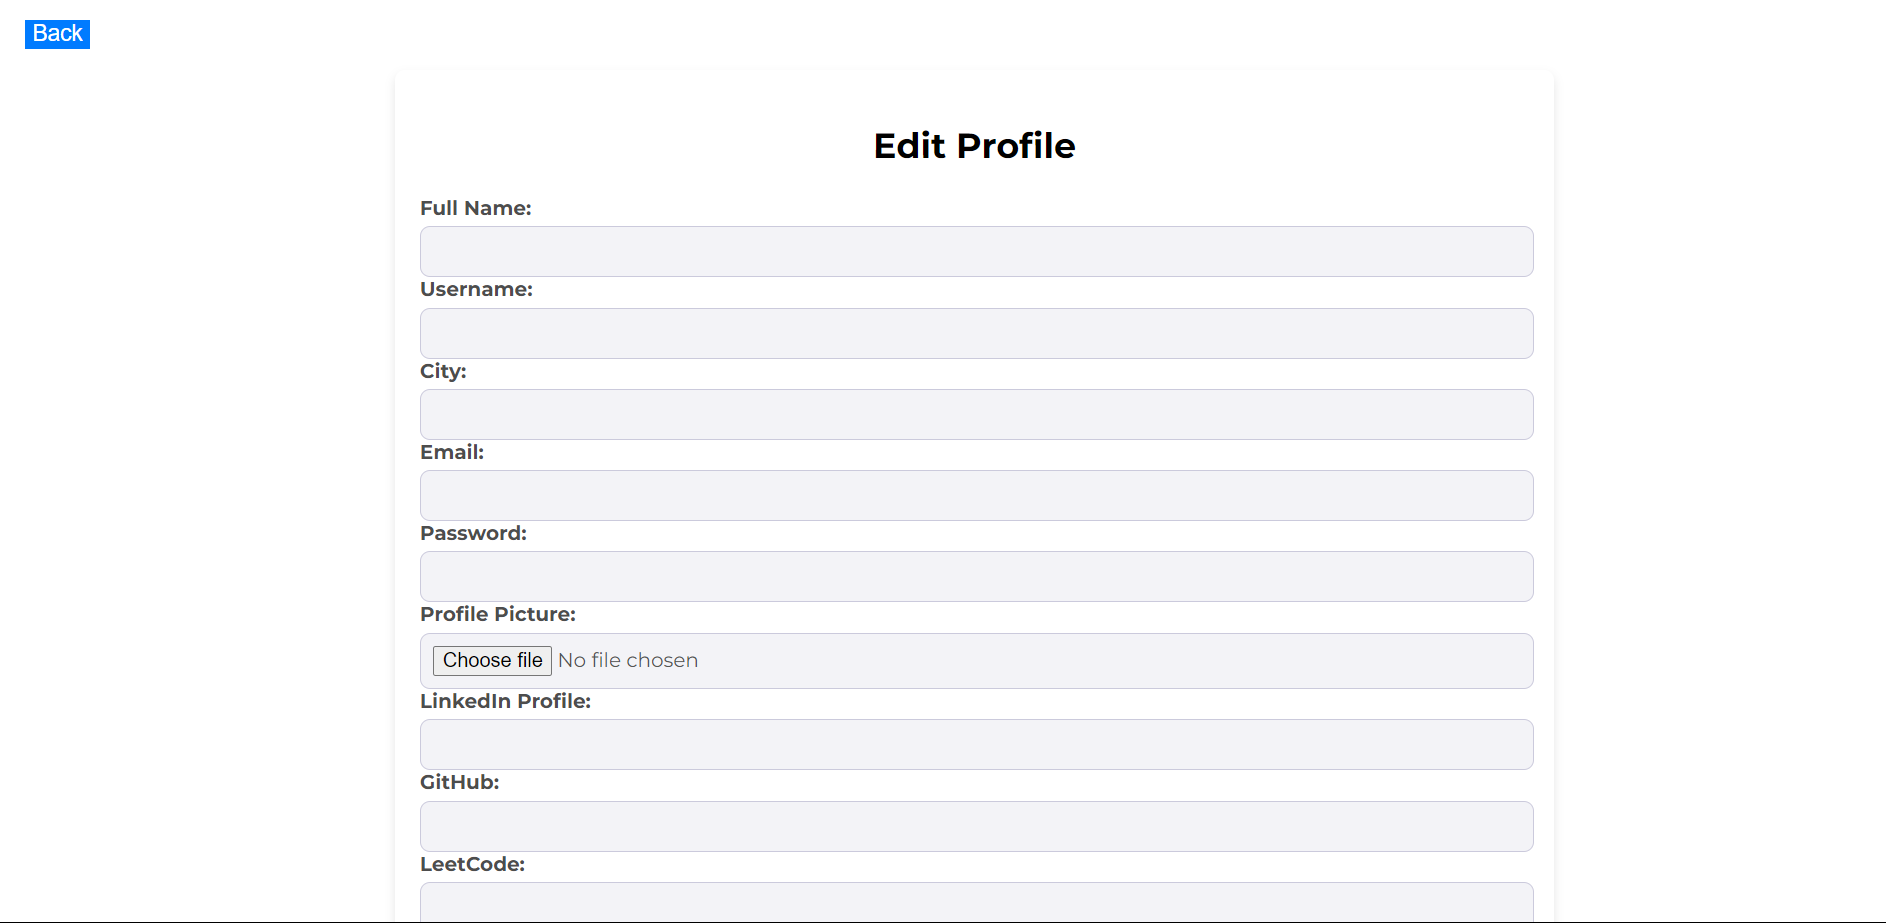 Back
Edit Profile
Full Name:
Username:
City:
Email:
Password:
Profile Picture:
Choose file No file chosen
LinkedIn Profile:
GitHub:
LeetCode: